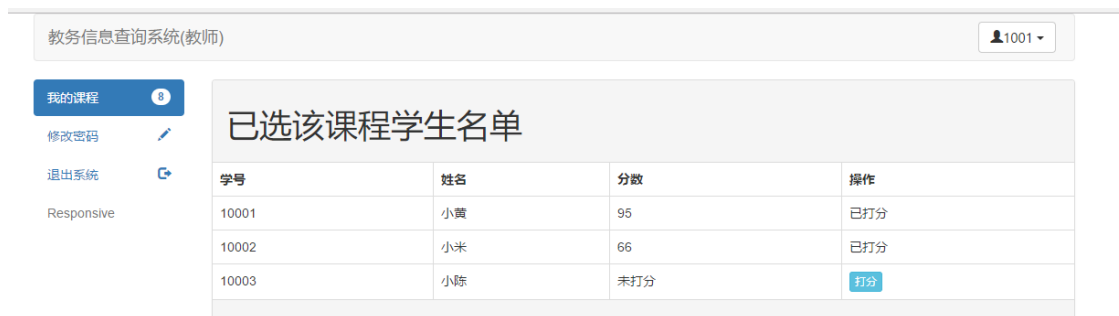 教务信息查询系统(教师)
1001
我的课程 8
修改密码
退出系统
Responsive
已选该课程学生名单
学号 姓名 分数 操作
10001 小黄 95 已打分
10002 小米 66 已打分
10003 小陈 未打分 打分